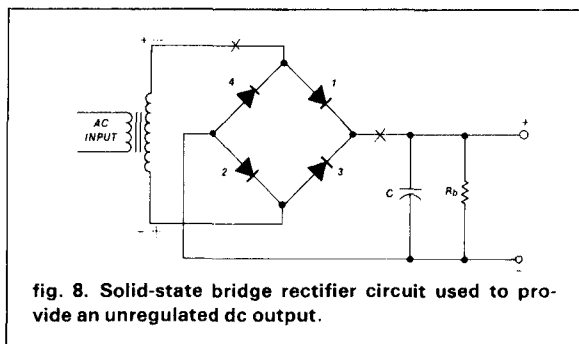 + ...
4
1
AC
INPUT
2
3
+
C
Rb
- +
-
fig. 8. Solid-state bridge rectifier circuit used to pro-
vide an unregulated dc output.